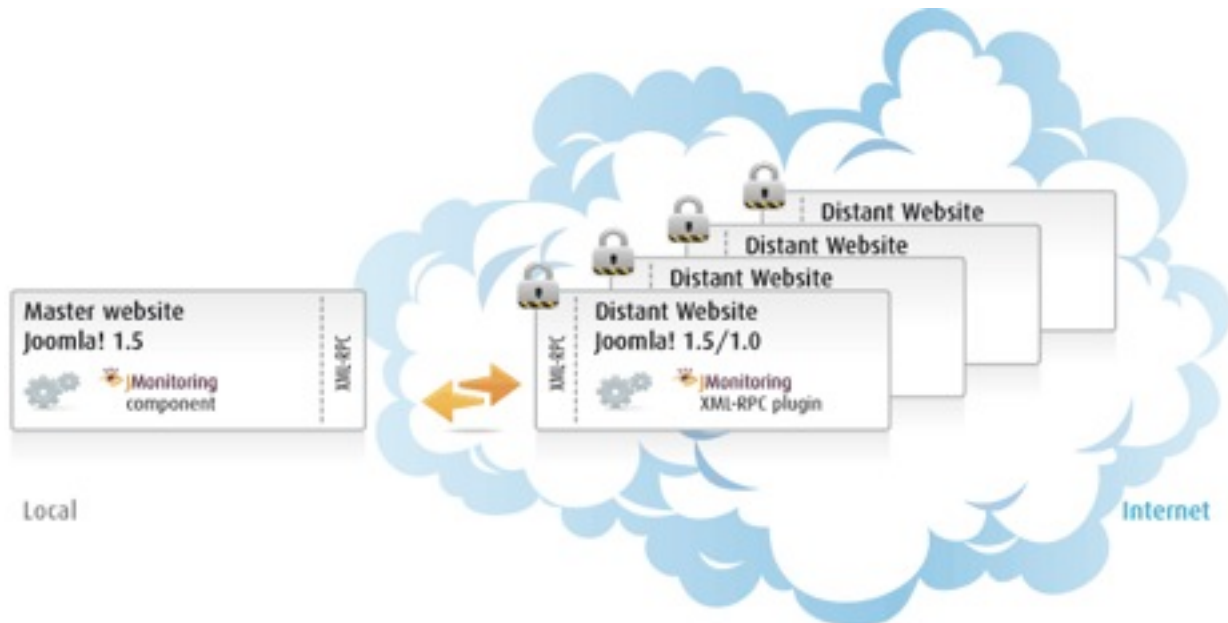 Distant Website
Distant Website
Distant Website
Master website
Joomla! 1.5
XML-RPC
jMonitoring
component
Distant Website
Joomla! 1.5/1.0
XML-RPC
jMonitoring
XML-RPC plugin
Local
Internet